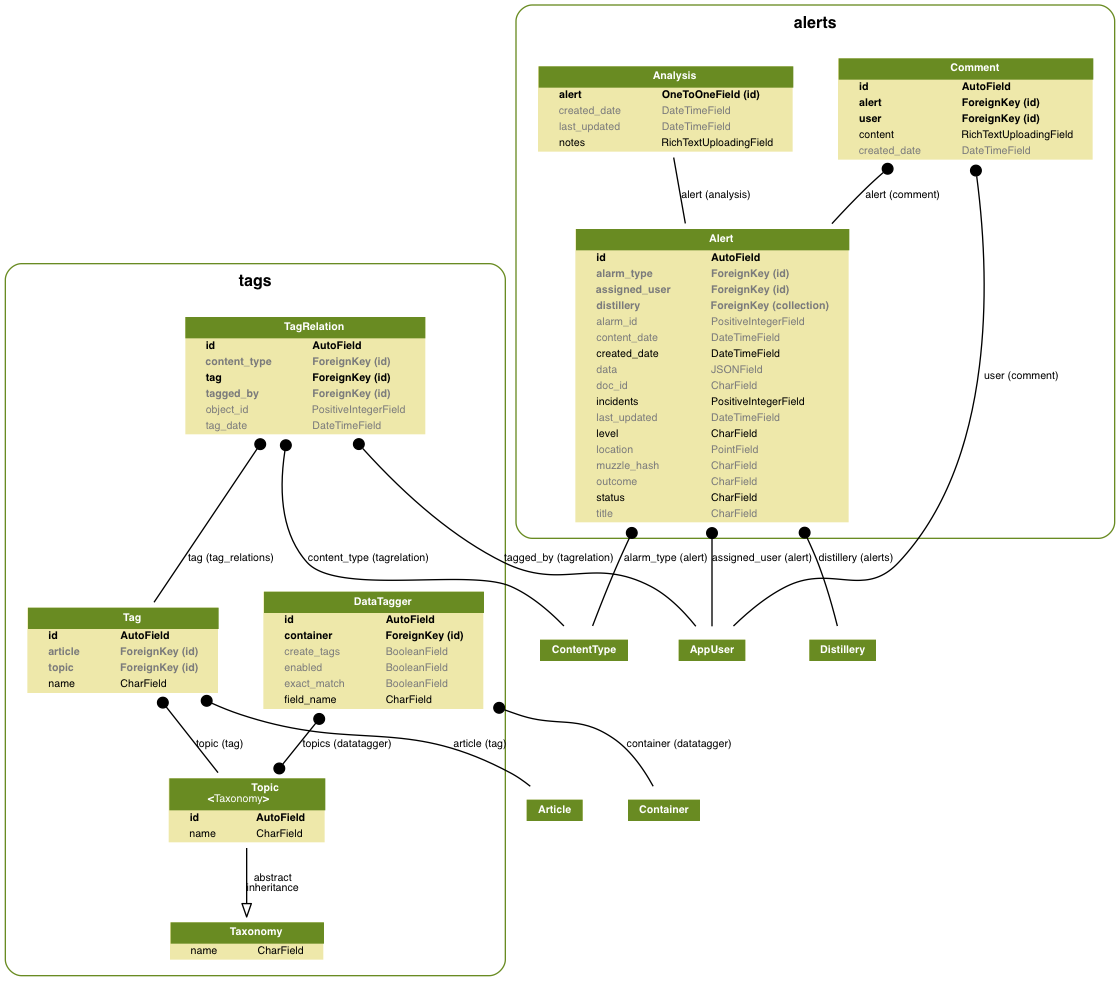 alerts
Analysis
alert OneToOneField (id)
created_date DateTimeField
last_updated DateTimeField
notes RichTextUploadingField
Comment
id AutoField
alert ForeignKey (id)
user ForeignKey (id)
content RichTextUploadingField
created_date DateTimeField
alert (analysis)
alert (comment)
Alert
id AutoField
alarm_type ForeignKey (id)
assigned_user ForeignKey (id)
distillery ForeignKey (collection)
alarm_id PositiveIntegerField
content_date DateTimeField
created_date DateTimeField
data JSONField
doc_id CharField
incidents PositiveIntegerField
last_updated DateTimeField
level CharField
location PointField
muzzle_hash CharField
outcome CharField
status CharField
title CharField
user (comment)
tags
TagRelation
id AutoField
content_type ForeignKey (id)
tag ForeignKey (id)
tagged_by ForeignKey (id)
object_id PositiveIntegerField
tag_date DateTimeField
tag (tag_relations)
content_type (tagrelation)
tagged_by (tagrelation)
alarm_type (alert)
assigned_user (alert)
distillery (alerts)
Tag
id AutoField
article ForeignKey (id)
topic ForeignKey (id)
name CharField
DataTagger
id AutoField
container ForeignKey (id)
create_tags BooleanField
enabled BooleanField
exact_match BooleanField
field_name CharField
ContentType
AppUser
Distillery
topic (tag)
topics (datatagger)
article (tag)
container (datatagger)
Topic
<Taxonomy>
id AutoField
name CharField
Article
Container
abstract
inheritance
Taxonomy
name CharField